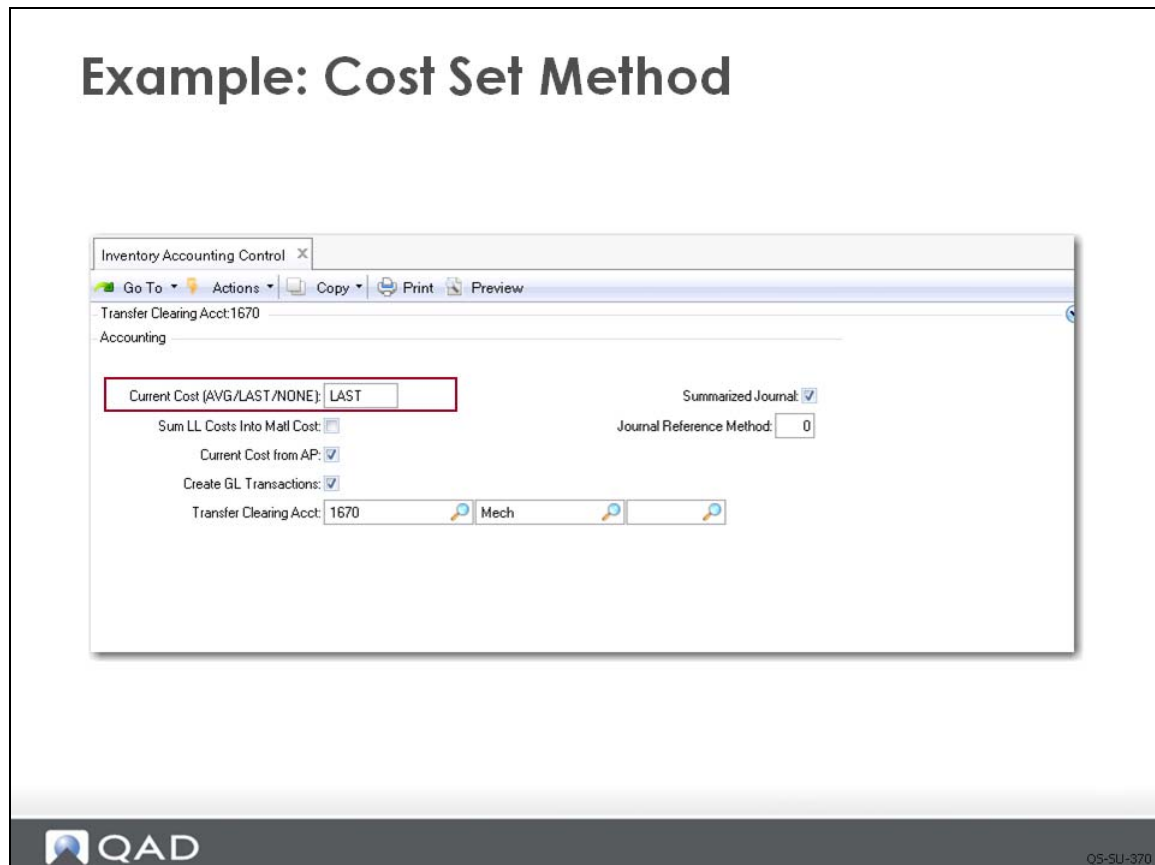 Example: Cost Set Method
Inventory Accounting Control
Go To Actions Copy Print Preview
Transfer Clearing Acct:1670
Accounting
Current Cost (AVG/LAST/NONE): LAST Summarized Journal:
Sum LL Costs Into Matl Cost: Journal Reference Method: 0
Current Cost from AP:
Create GL Transactions:
Transfer Clearing Acct: 1670 Mech
QAD
QS-SU-370